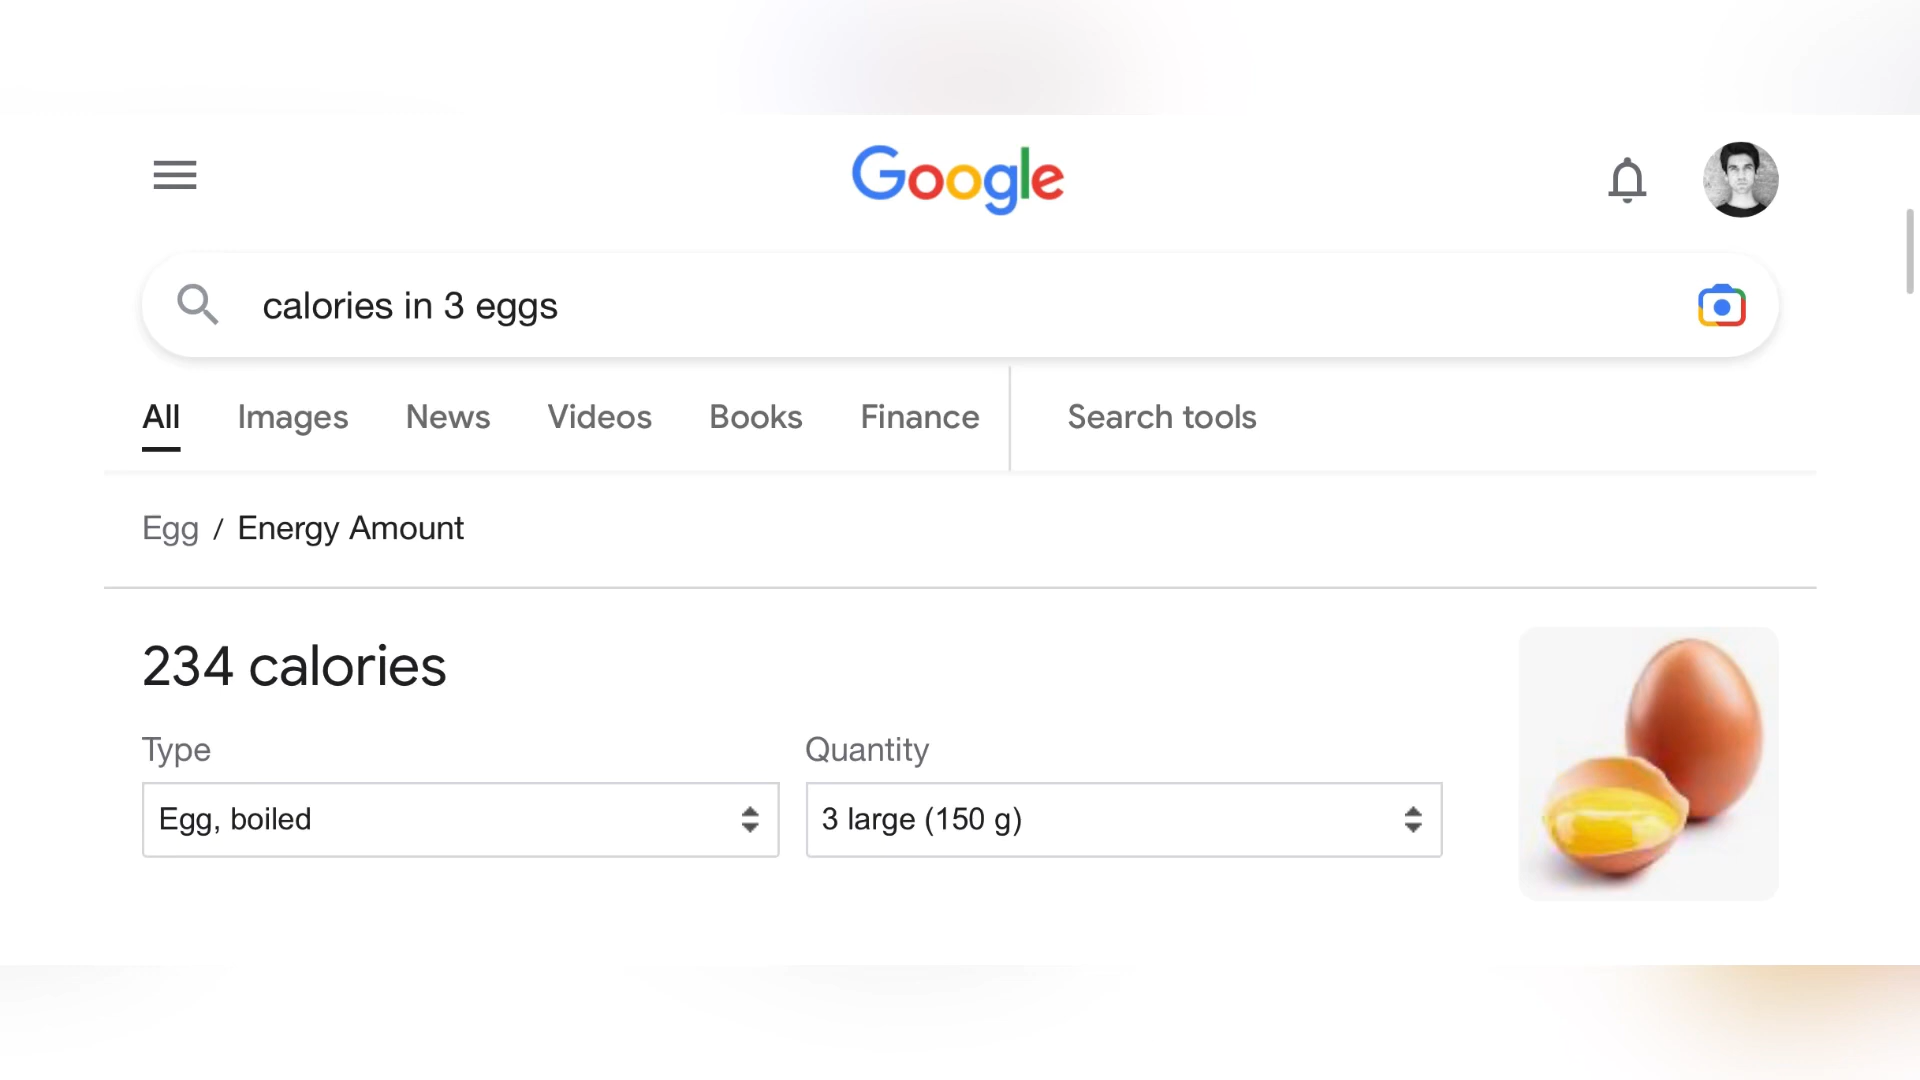 Google
calories in 3 eggs
All Images News Videos Books Finance Search tools
Egg / Energy Amount
234 calories
Type Quantity
Egg, boiled 3 large (150 g)